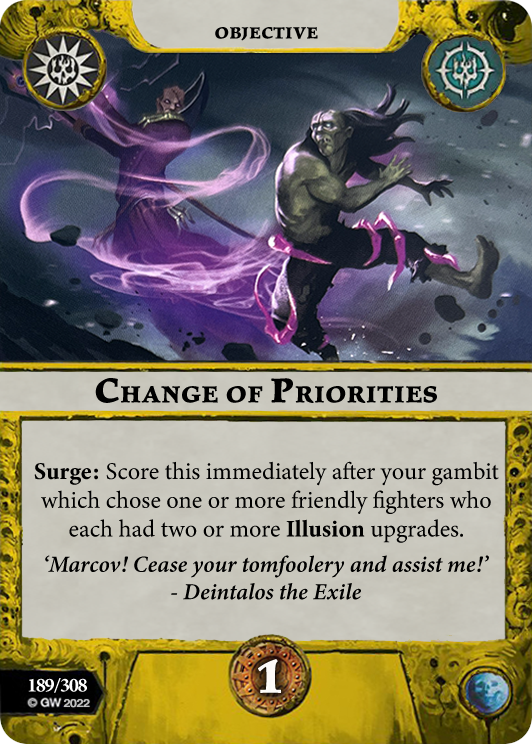 OBJECTIVE
CHANGE OF PRIORITIES
Surge: Score this immediately after your gambit
which chose one or more friendly fighters who
each had two or more Illusion upgrades.
‘Marcov! Cease your tomfoolery and assist me!’
- Deintalos the Exile
1
189/308
© GW 2022